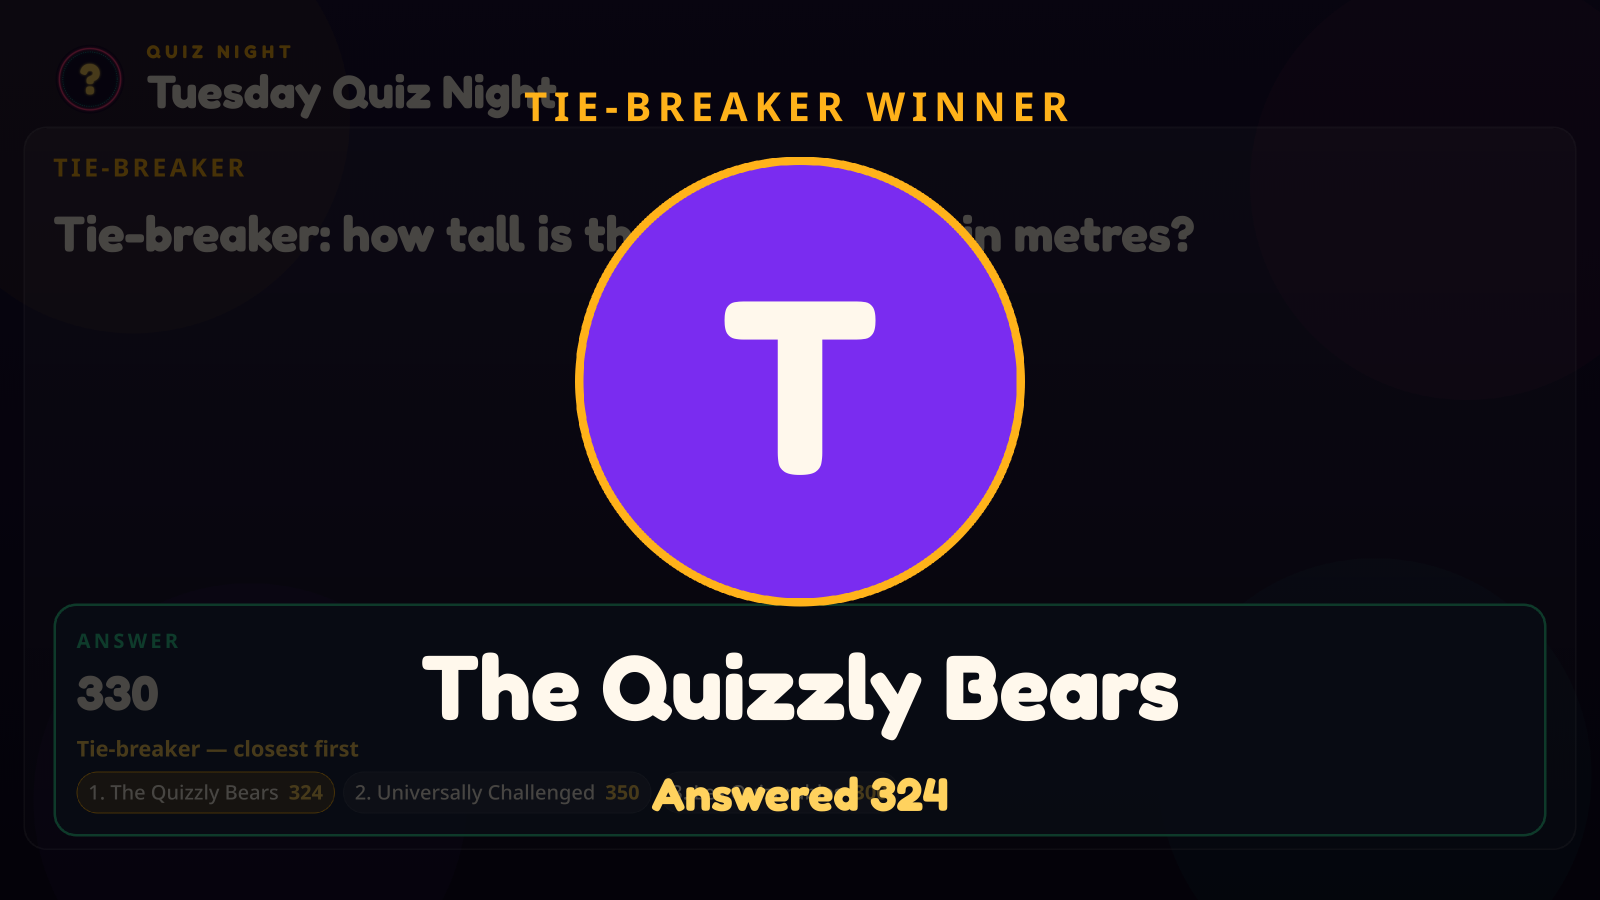 ?
QUIZ NIGHT
Tuesday Quiz Night
TIE-BREAKER WINNER
TIE-BREAKER
Tie-breaker: how tall is in metres?
T
ANSWER
330
The Quizzly Bears
Tie-breaker — closest first
1. The Quizzly Bears 324
2. Universally Challenged 350
Answered 324